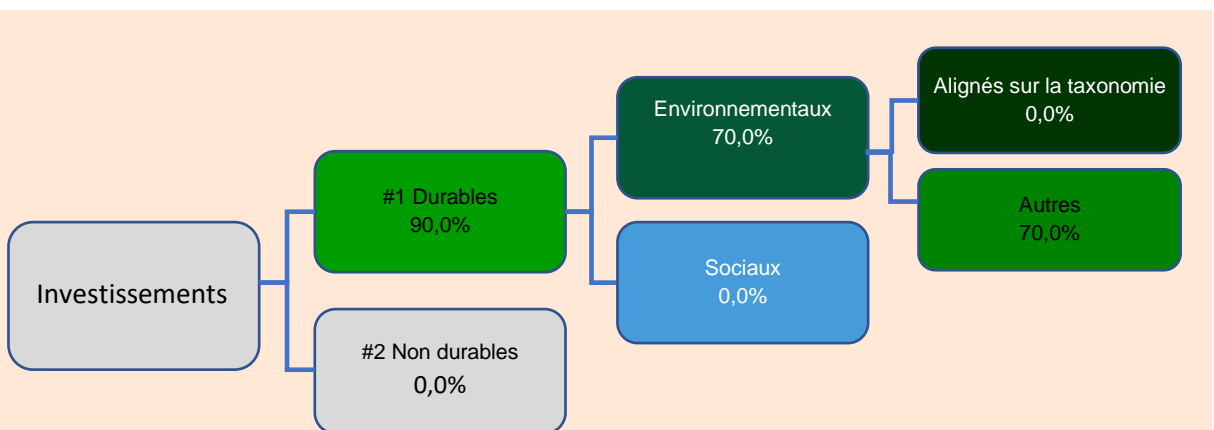 Investissements
#1 Durables
90,0%
#2 Non durables
0,0%
Environnementaux
70,0%
Sociaux
0,0%
Alignés sur la taxonomie
0,0%
Autres
70,0%